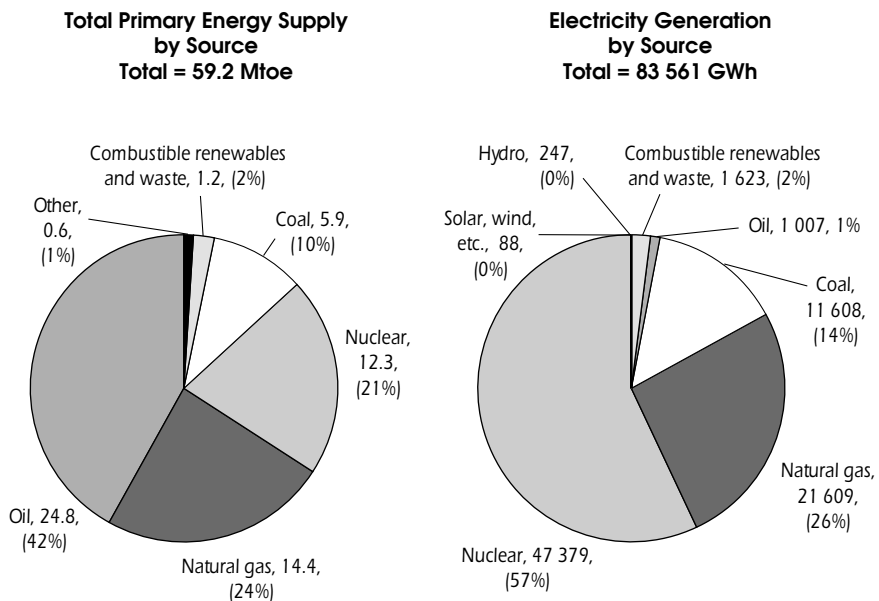 Total Primary Energy Supply
by Source
Total = 59.2 Mtoe
Combustible renewables
and waste, 1.2, (2%)
Other,
0.6,
(1%)
Coal, 5.9,
(10%)
Nuclear,
12.3,
(21%)
Oil, 24.8,
(42%)
Natural gas, 14.4,
(24%)
Electricity Generation
by Source
Total = 83 561 GWh
Hydro, 247,
(0%)
Combustible renewables
and waste, 1 623, (2%)
Solar, wind,
etc., 88,
(0%)
Oil, 1 007, 1%
Coal,
11 608,
(14%)
Natural gas,
21 609,
(26%)
Nuclear, 47 379,
(57%)